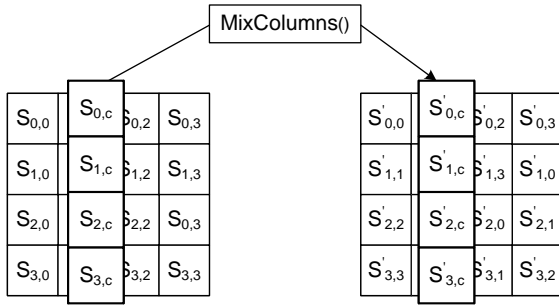 MixColumns()
S0,0 S0,c S0,2 S0,3 S'0,0 S'0,c S'0,2 S'0,3
S1,0 S1,c S1,2 S1,3 S'1,1 S'1,c S'1,3 S'1,0
S2,0 S2,c S2,2 S0,3 S'2,2 S'2,c S'2,0 S'2,1
S3,0 S3,c S3,2 S3,3 S'3,3 S'3,c S'3,1 S'3,2